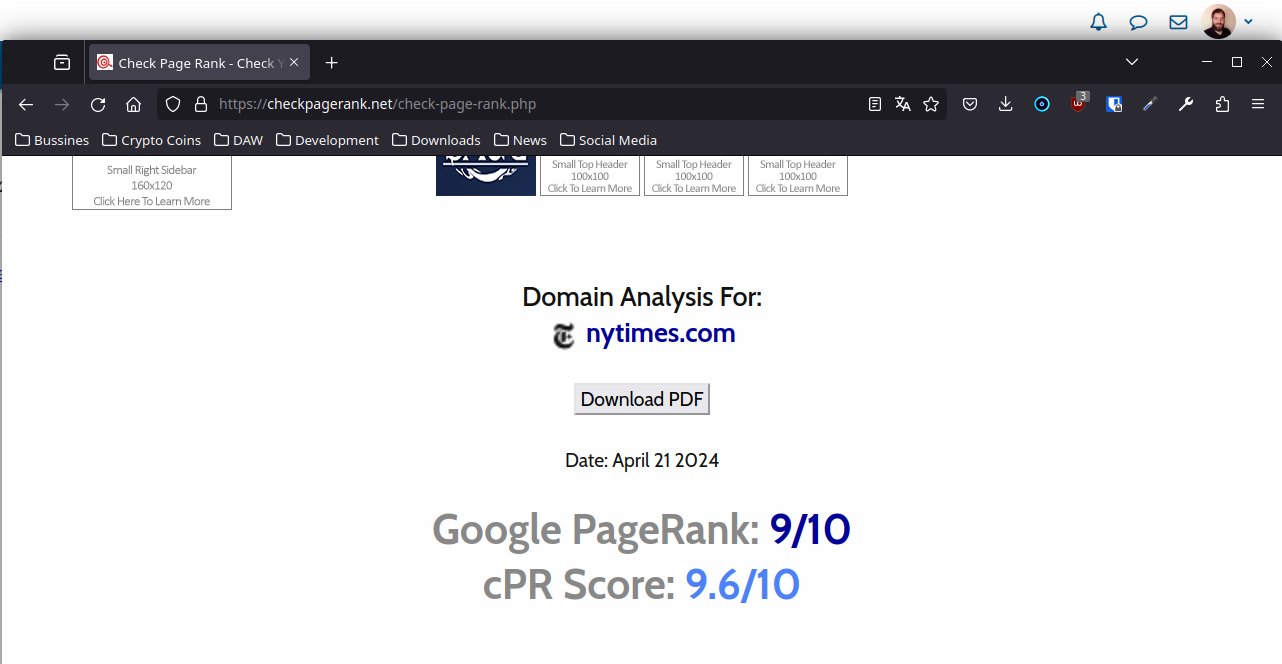 Check Page Rank - Check Y
https://checkpagerank.net/check-page-rank.php
3
Bussines Crypto Coins DAW Development Downloads News Social Media
Small Right Sidebar
160x120
Click Here To Learn More
Small Top Header
100x100
Click To Learn More
Small Top Header
100x100
Click To Learn More
Small Top Header
100x100
Click To Learn More
Domain Analysis For:
nytimes.com
Download PDF
Date: April 21 2024
Google PageRank: 9/10
cPR Score: 9.6/10